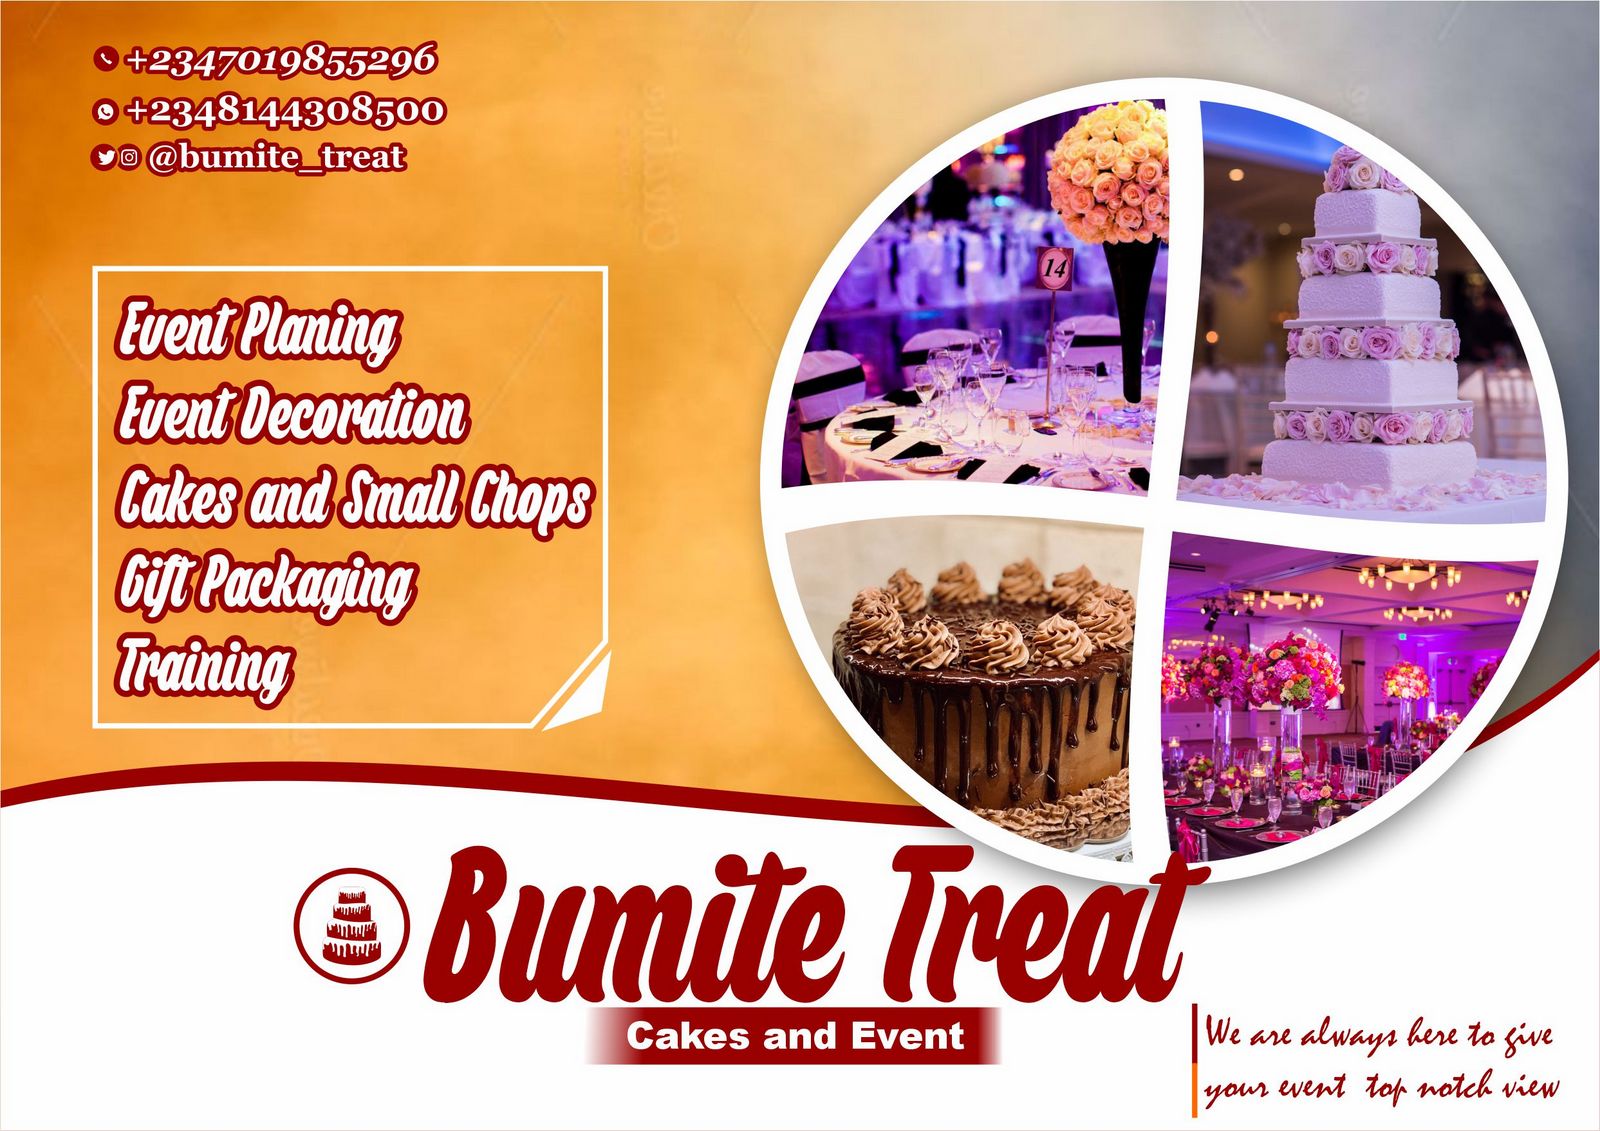 +2347019855296
+2348144308500
@bumite_treat
Event Planing
Event Decoration
Cakes and Small Chops
Gift Packaging
Training
14
Bumite Treat
Cakes and Event
We are always here to give
your event top notch view